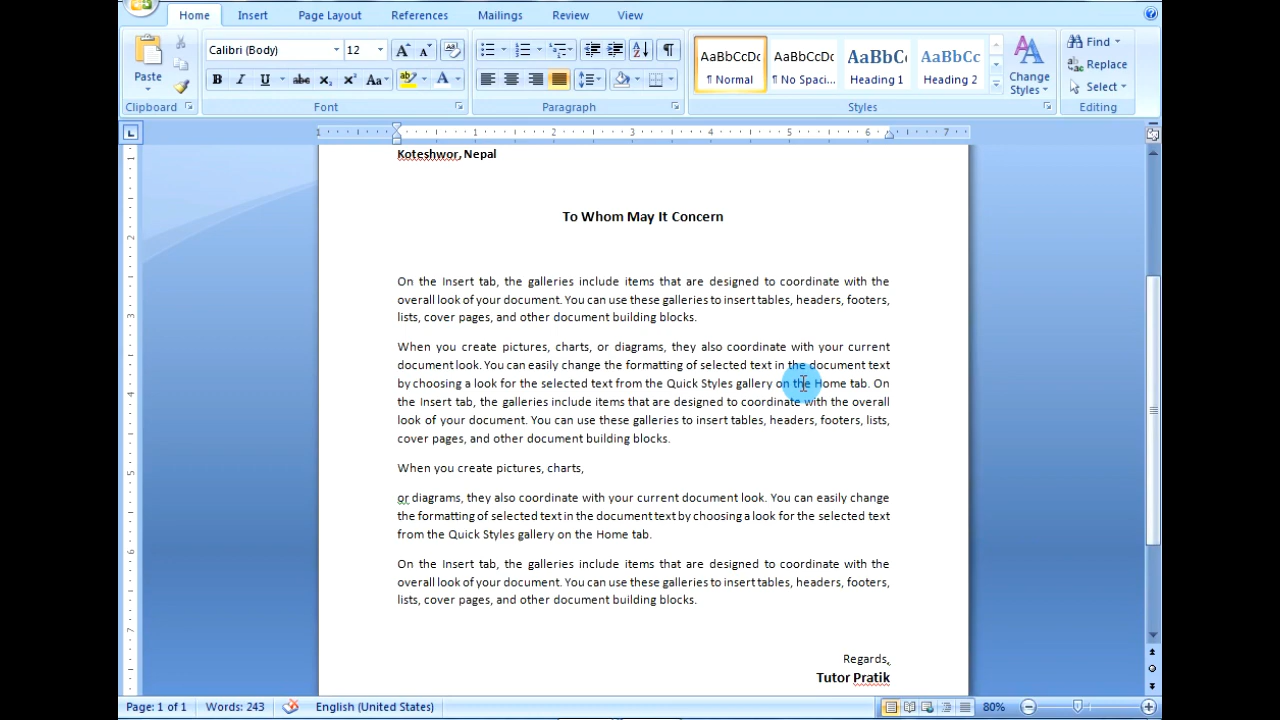 Home Insert Page Layout References Mailings Review View
Calibri (Body) 12
Paste
Clipboard Font Paragraph Styles Editing
AaBbCcDc AaBbCcDc AaBbCc AaBbCc
¶ Normal ¶ No Spaci... Heading 1 Heading 2
Change Styles
Find
Replace
Select
1 1 2 3 4 5 6 7
Koteshwor, Nepal
To Whom May It Concern
On the Insert tab, the galleries include items that are designed to coordinate with the
overall look of your document. You can use these galleries to insert tables, headers, footers,
lists, cover pages, and other document building blocks.
When you create pictures, charts, or diagrams, they also coordinate with your current
document look. You can easily change the formatting of selected text in the document text
by choosing a look for the selected text from the Quick Styles gallery on the Home tab. On
the Insert tab, the galleries include items that are designed to coordinate with the overall
look of your document. You can use these galleries to insert tables, headers, footers, lists,
cover pages, and other document building blocks.
When you create pictures, charts,
or diagrams, they also coordinate with your current document look. You can easily change
the formatting of selected text in the document text by choosing a look for the selected text
from the Quick Styles gallery on the Home tab.
On the Insert tab, the galleries include items that are designed to coordinate with the
overall look of your document. You can use these galleries to insert tables, headers, footers,
lists, cover pages, and other document building blocks.
Regards,
Tutor Pratik
Page: 1 of 1 Words: 243 English (United States) 80%